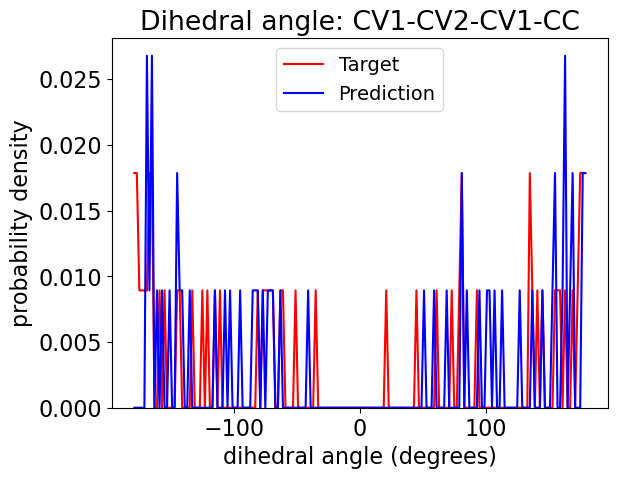 Dihedral angle: CV1-CV2-CV1-CC
Target
Prediction
probability density
0.025
0.020
0.015
0.010
0.005
0.000
−100
0
100
dihedral angle (degrees)